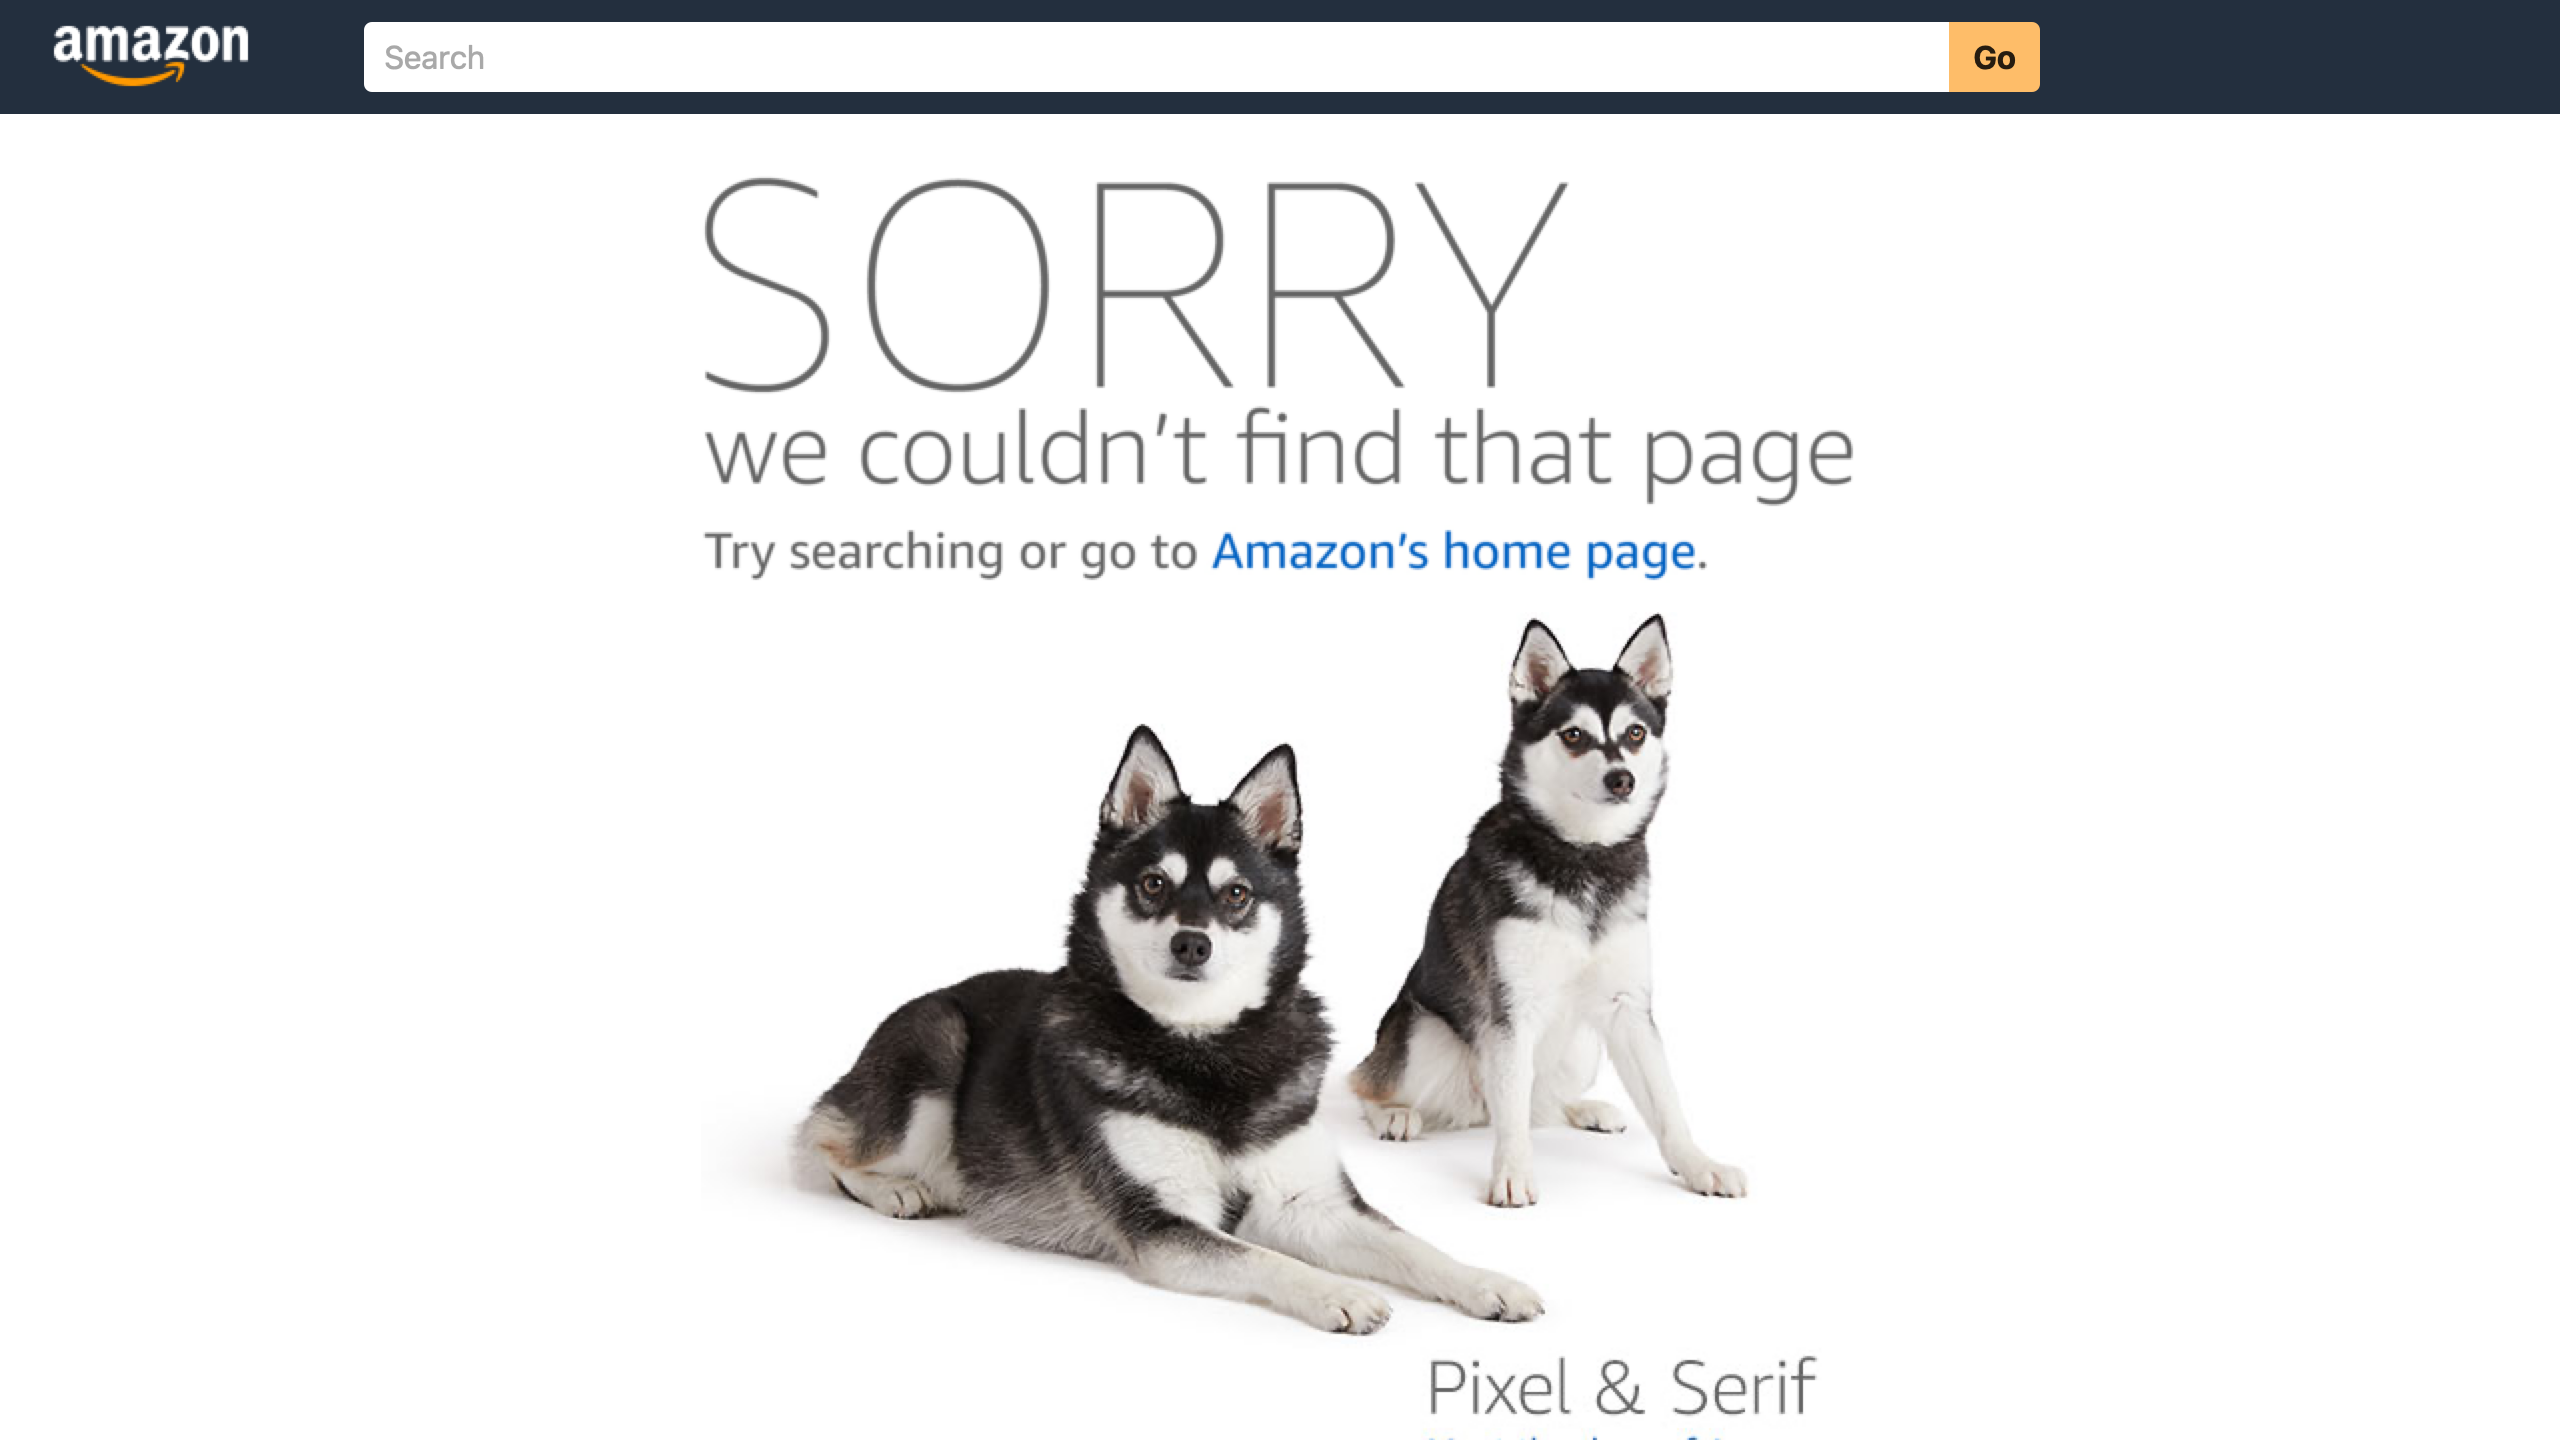 amazon
Search
Go
SORRY
we couldn't find that page
Try searching or go to Amazon's home page.
Pixel & Serif